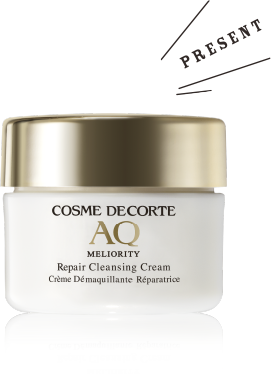 PRESENT
COSME DECORTE
AQ
MELIORITY
Repair Cleansing Cream
Crème Démaquillante Réparatrice